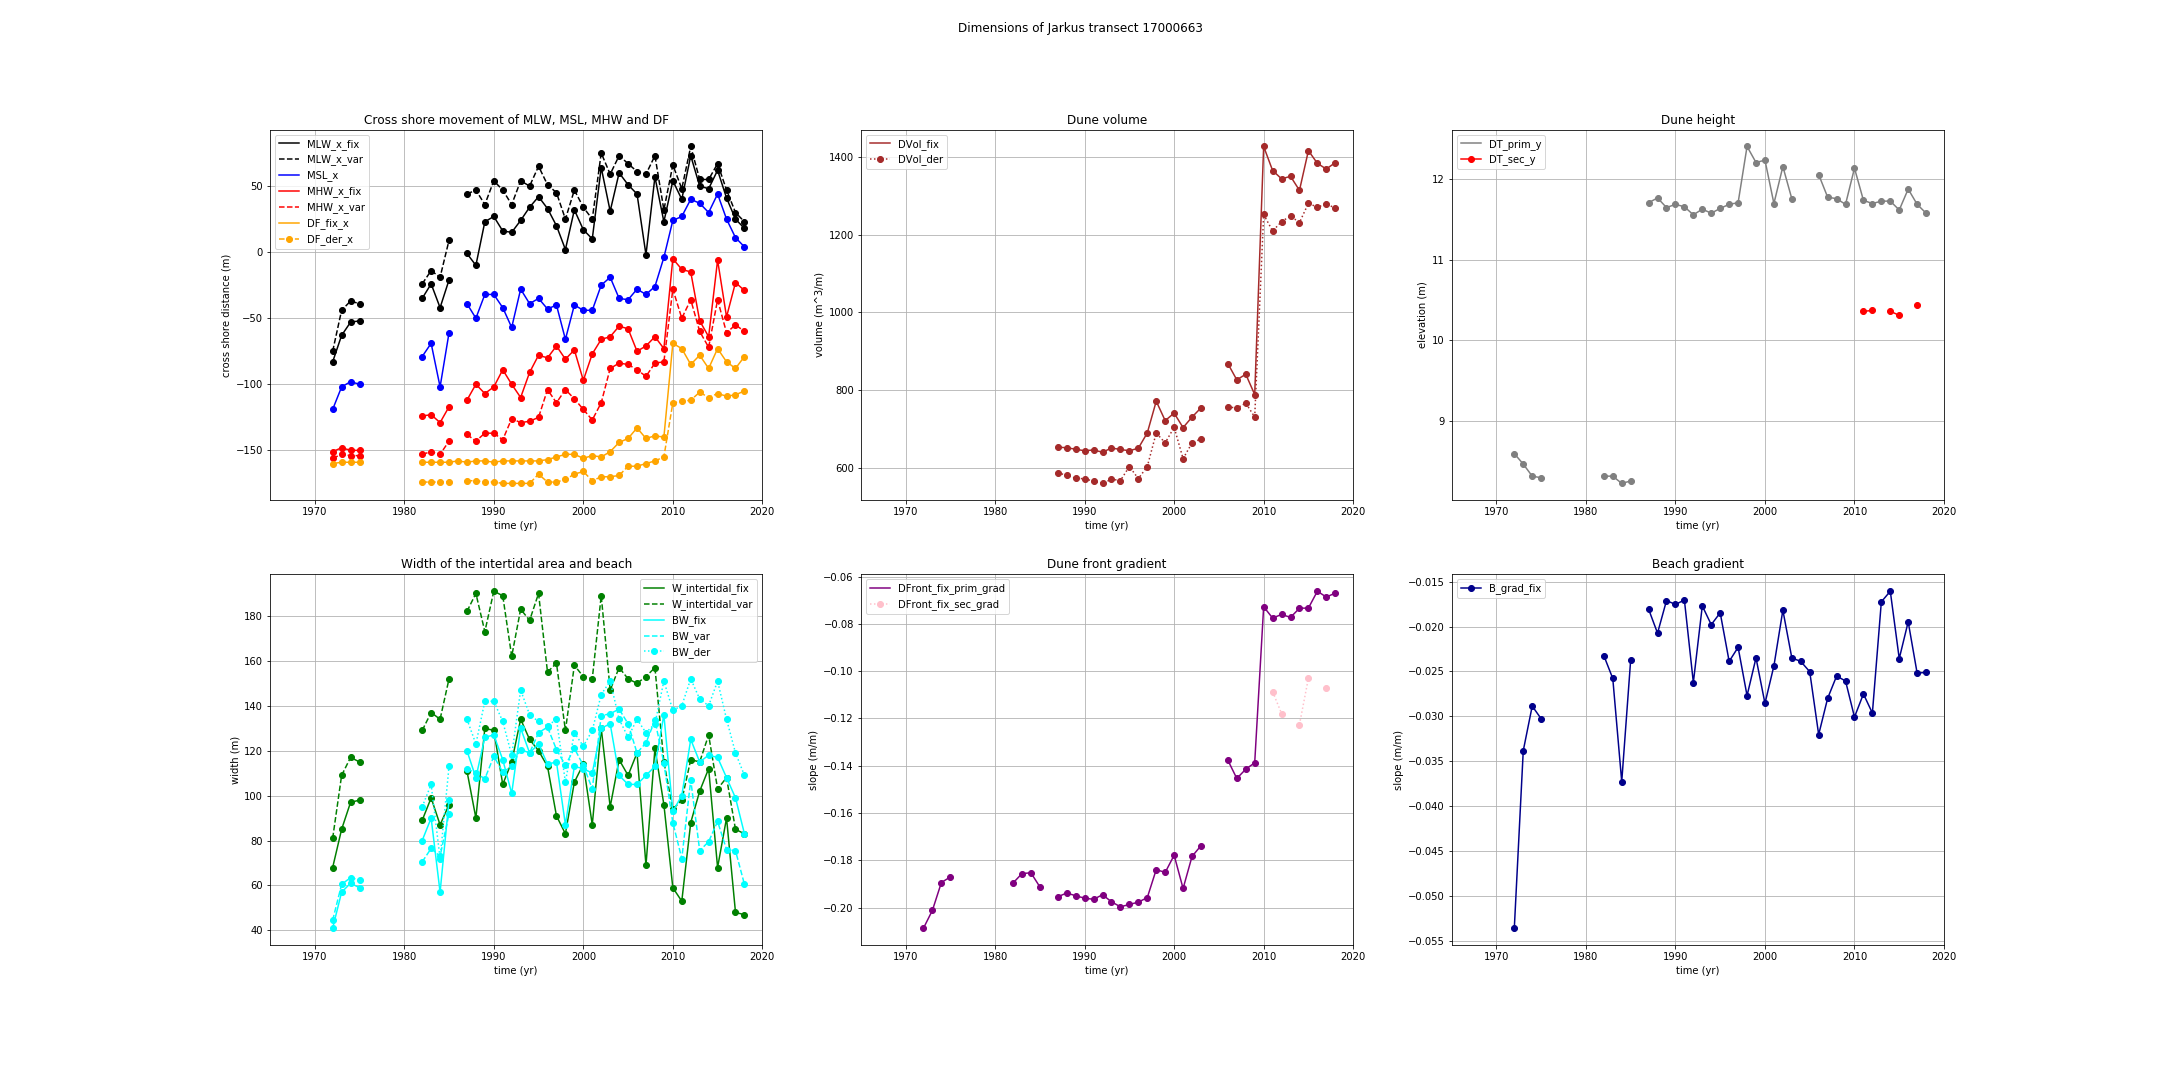 Dimensions of Jarkus transect 17000663
Cross shore movement of MLW, MSL, MHW and DF
MLW_x_fix
MLW_x_var
MSL_x
MHW_x_fix
MHW_x_var
DF_fix_x
DF_der_x
50
0
−50
−100
−150
cross shore distance (m)
1970 1980 1990 2000 2010 2020
time (yr)
Dune volume
DVol_fix
DVol_der
1400
1200
1000
800
600
volume (m^3/m)
1970 1980 1990 2000 2010 2020
time (yr)
Dune height
DT_prim_y
DT_sec_y
12
11
10
9
elevation (m)
1970 1980 1990 2000 2010 2020
time (yr)
Width of the intertidal area and beach
W_intertidal_fix
W_intertidal_var
BW_fix
BW_var
BW_der
180
160
140
120
100
80
60
40
width (m)
1970 1980 1990 2000 2010 2020
time (yr)
Dune front gradient
DFront_fix_prim_grad
DFront_fix_sec_grad
−0.06
−0.08
−0.10
−0.12
−0.14
−0.16
−0.18
−0.20
slope (m/m)
1970 1980 1990 2000 2010 2020
time (yr)
Beach gradient
B_grad_fix
−0.015
−0.020
−0.025
−0.030
−0.035
−0.040
−0.045
−0.050
−0.055
slope (m/m)
1970 1980 1990 2000 2010 2020
time (yr)